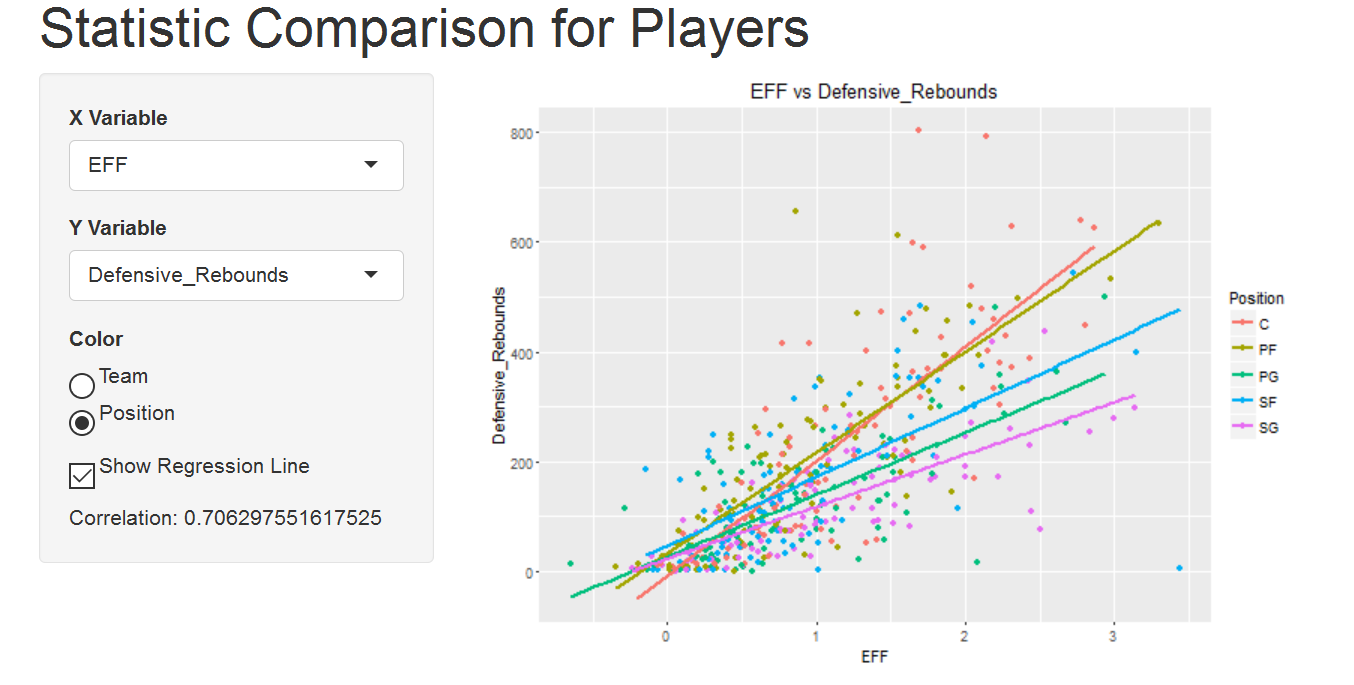 Statistic Comparison for Players
X Variable
EFF
Y Variable
Defensive_Rebounds
Color
Team
Position
Show Regression Line
Correlation: 0.706297551617525
EFF vs Defensive_Rebounds
Defensive_Rebounds
800
600
400
200
0
0 1 2 3
EFF
Position
C
PF
PG
SF
SG